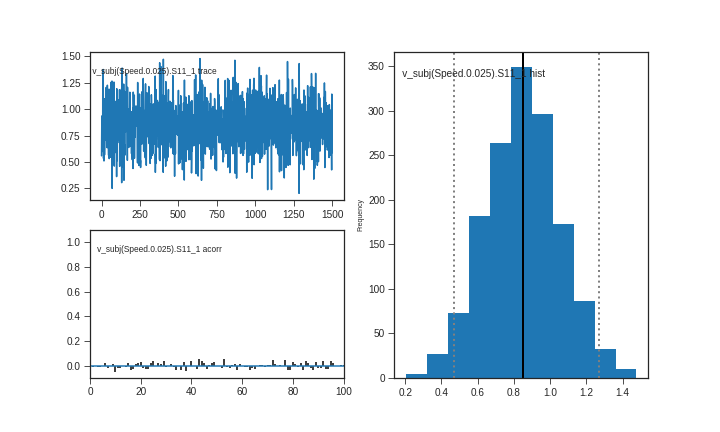 v_subj(Speed.0.025).S11_1 trace
1.50
1.25
1.00
0.75
0.50
0.25
0 250 500 750 1000 1250 1500
v_subj(Speed.0.025).S11_1 acorr
1.0
0.8
0.6
0.4
0.2
0.0
0 20 40 60 80 100
v_subj(Speed.0.025).S11_1 hist
Frequency
350
300
250
200
150
100
50
0
0.2 0.4 0.6 0.8 1.0 1.2 1.4